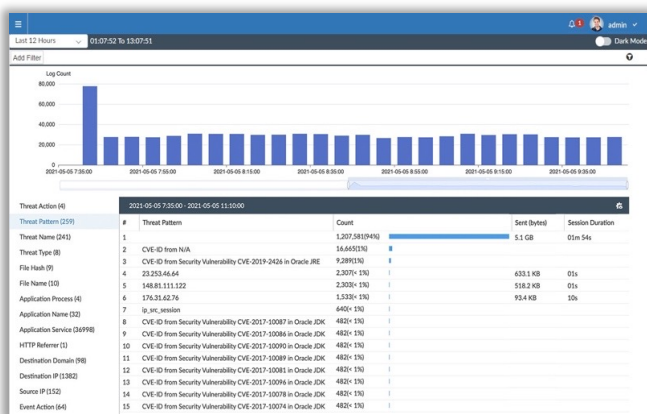 1 admin
Last 12 Hours 01:07:52 To 13:07:51 Dark Mode
Add Filter
Log Count
80,000
60,000
40,000
20,000
0
2021-05-05 7:35:00 2021-05-05 7:55:00 2021-05-05 8:15:00 2021-05-05 8:35:00 2021-05-05 8:55:00 2021-05-05 9:15:00 2021-05-05 9:35:00
Threat Action (4)
Threat Pattern (259)
Threat Name (241)
Threat Type (8)
File Hash (9)
File Name (10)
Application Process (4)
Application Name (32)
Application Service (36998)
HTTP Referrer (1)
Destination Domain (98)
Destination IP (1382)
Source IP (152)
Event Action (64)
2021-05-05 7:35:00 - 2021-05-05 11:10:00
# Threat Pattern Count Sent (bytes) Session Duration
1 1,207,581(94%) 5.1 GB 01m 54s
2 CVE-ID from N/A 16,665(1%)
3 CVE-ID from Security Vulnerability CVE-2019-2426 in Oracle JRE 9,289(1%)
4 23.253.46.64 2,307(< 1%) 633.1 KB 01s
5 148.81.111.122 2,303(< 1%) 518.2 KB 01s
6 176.31.62.76 1,533(< 1%) 93.4 KB 10s
7 ip_src_session 640(< 1%)
8 CVE-ID from Security Vulnerability CVE-2017-10087 in Oracle JDK 482(< 1%)
9 CVE-ID from Security Vulnerability CVE-2017-10086 in Oracle JDK 482(< 1%)
10 CVE-ID from Security Vulnerability CVE-2017-10090 in Oracle JDK 482(< 1%)
11 CVE-ID from Security Vulnerability CVE-2017-10089 in Oracle JDK 482(< 1%)
12 CVE-ID from Security Vulnerability CVE-2017-10081 in Oracle JDK 482(< 1%)
13 CVE-ID from Security Vulnerability CVE-2017-10096 in Oracle JDK 482(< 1%)
14 CVE-ID from Security Vulnerability CVE-2017-10078 in Oracle JDK 482(< 1%)
15 CVE-ID from Security Vulnerability CVE-2017-10074 in Oracle JDK 482(< 1%)